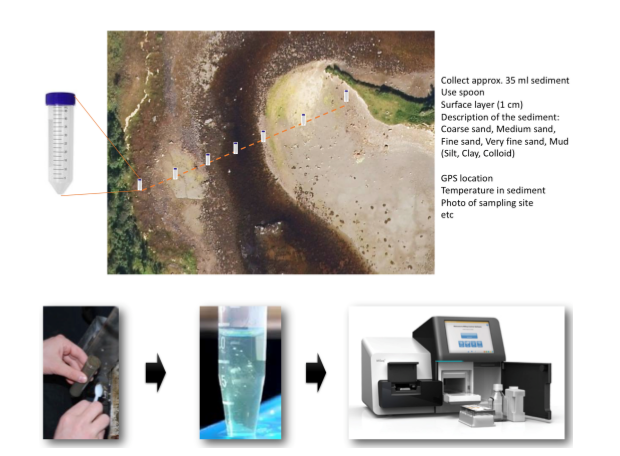 Collect approx. 35 ml sediment
Use spoon
Surface layer (1 cm)
Description of the sediment:
Coarse sand, Medium sand,
Fine sand, Very fine sand, Mud
(Silt, Clay, Colloid)
GPS location
Temperature in sediment
Photo of sampling site
etc